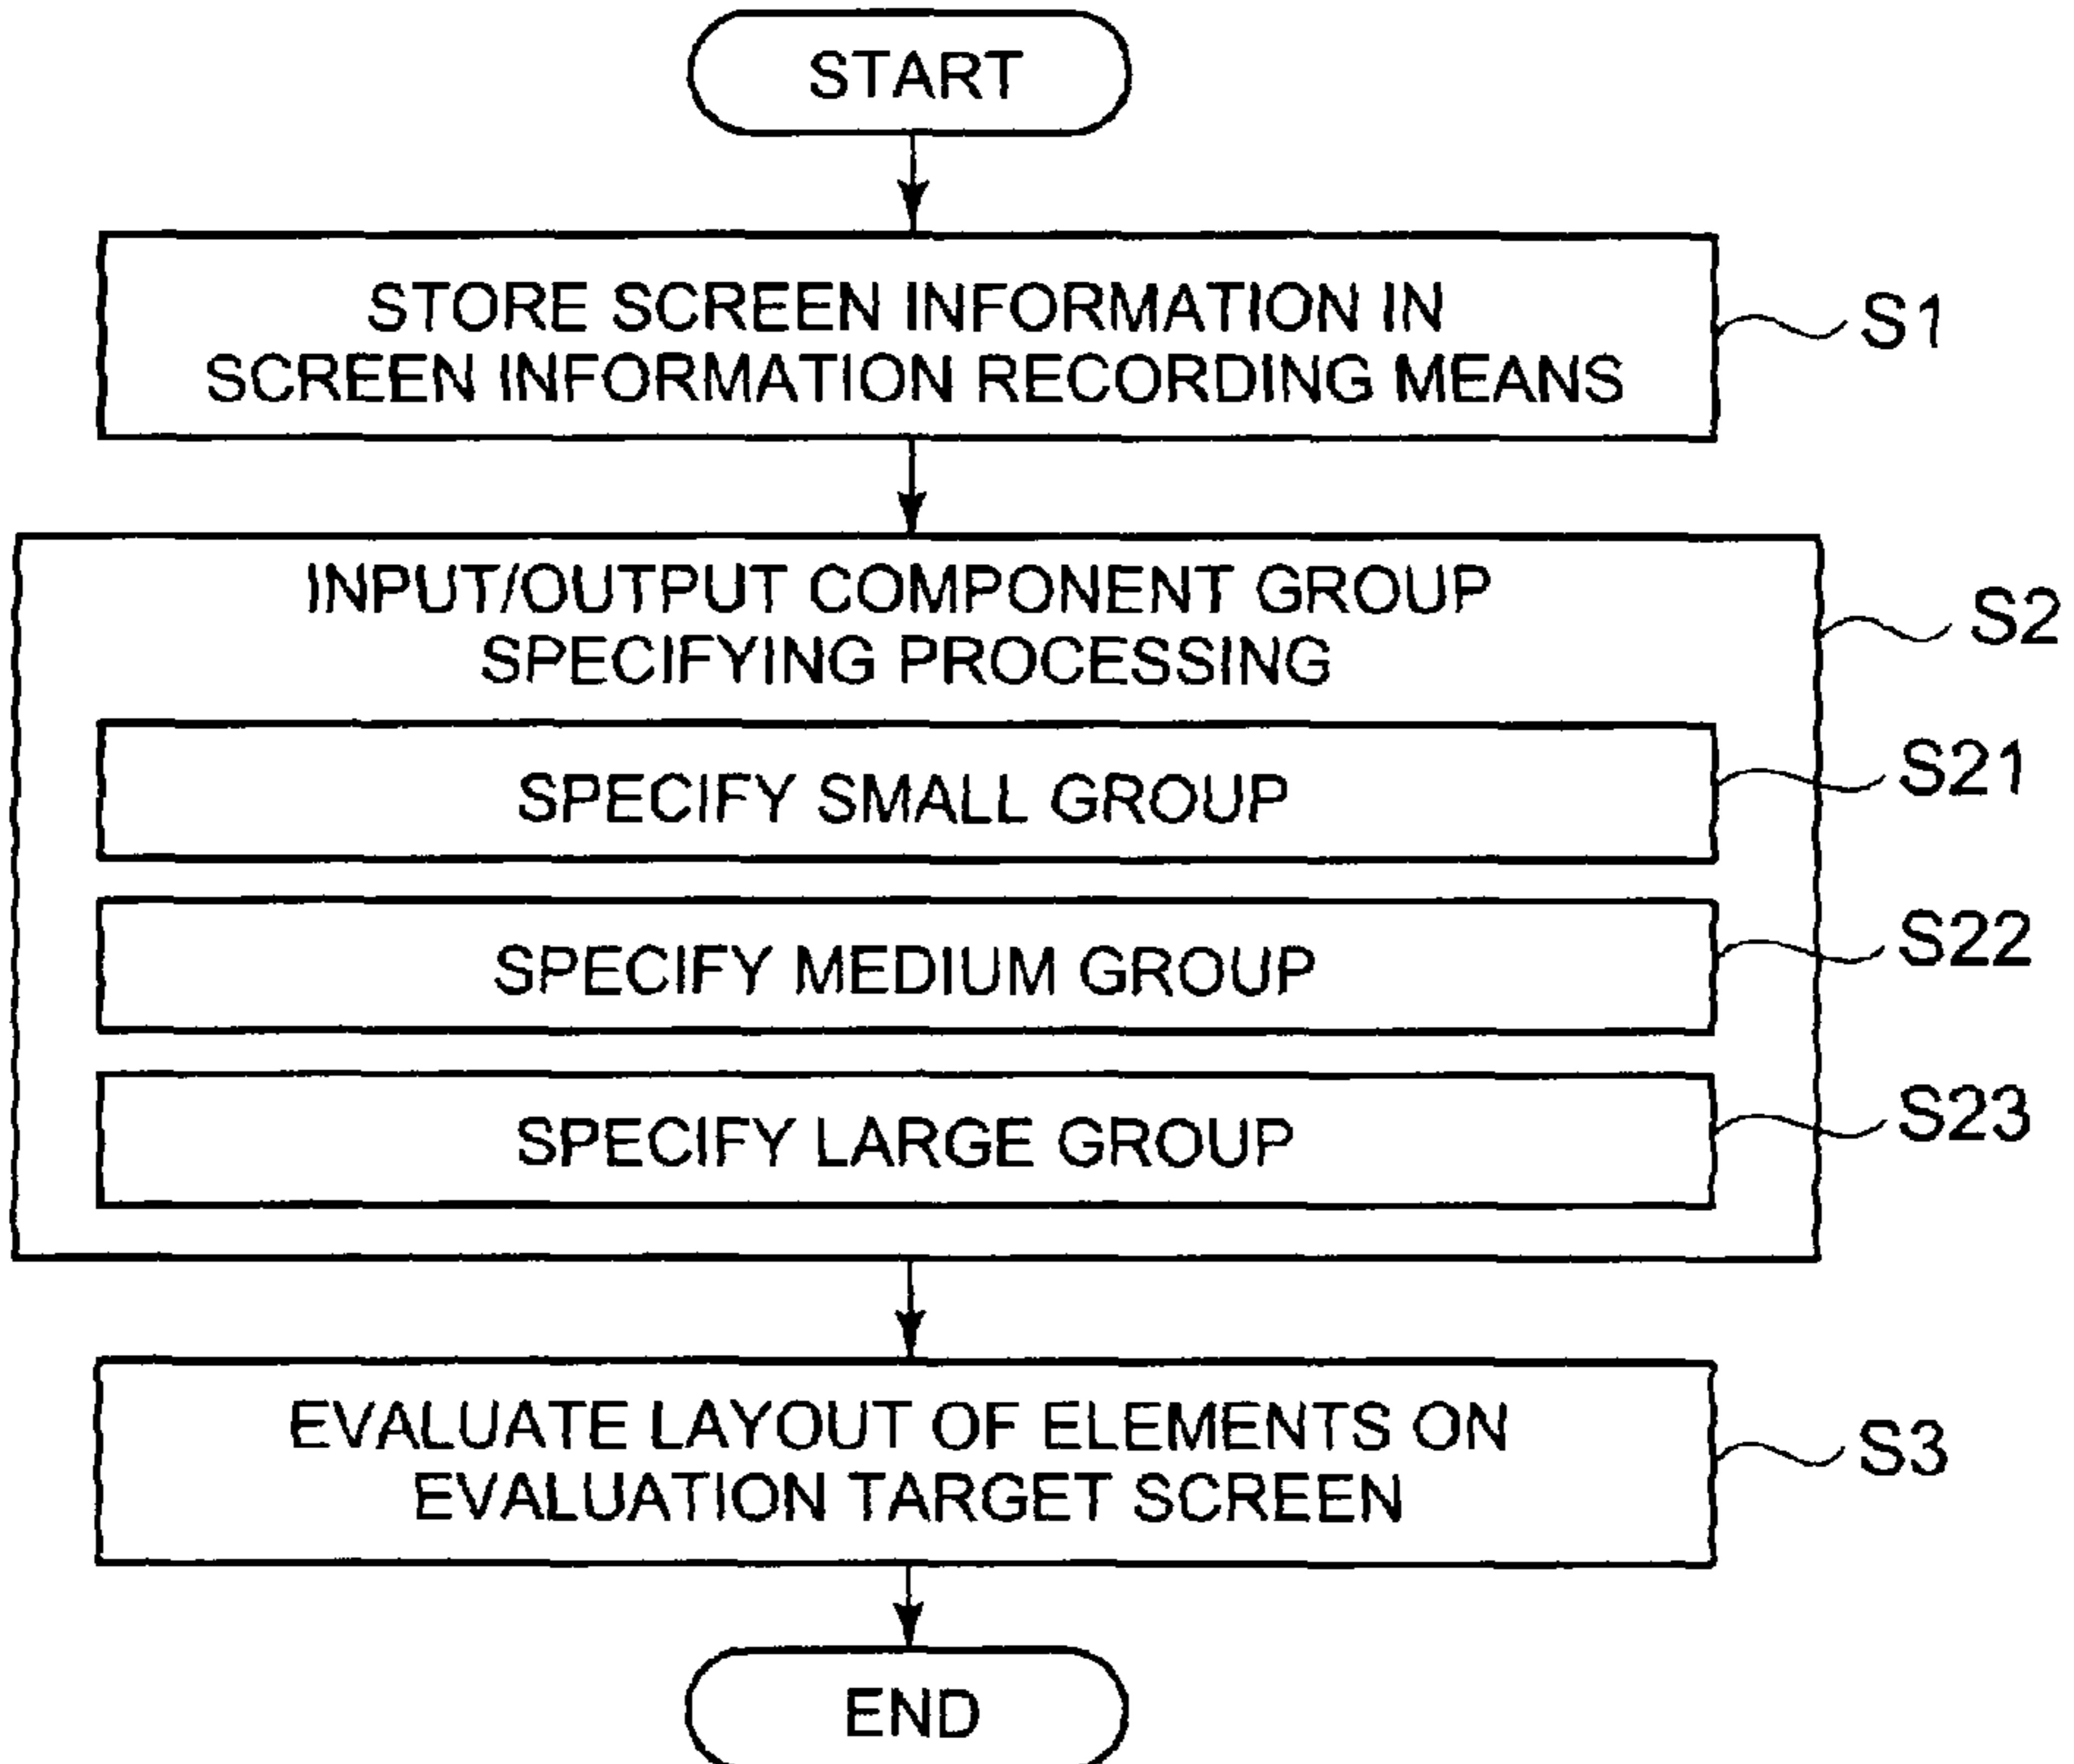 START
STORE SCREEN INFORMATION IN
SCREEN INFORMATION RECORDING MEANS
S1
INPUT/OUTPUT COMPONENT GROUP
SPECIFYING PROCESSING
S2
SPECIFY SMALL GROUP
S21
SPECIFY MEDIUM GROUP
S22
SPECIFY LARGE GROUP
S23
EVALUATE LAYOUT OF ELEMENTS ON
EVALUATION TARGET SCREEN
S3
END